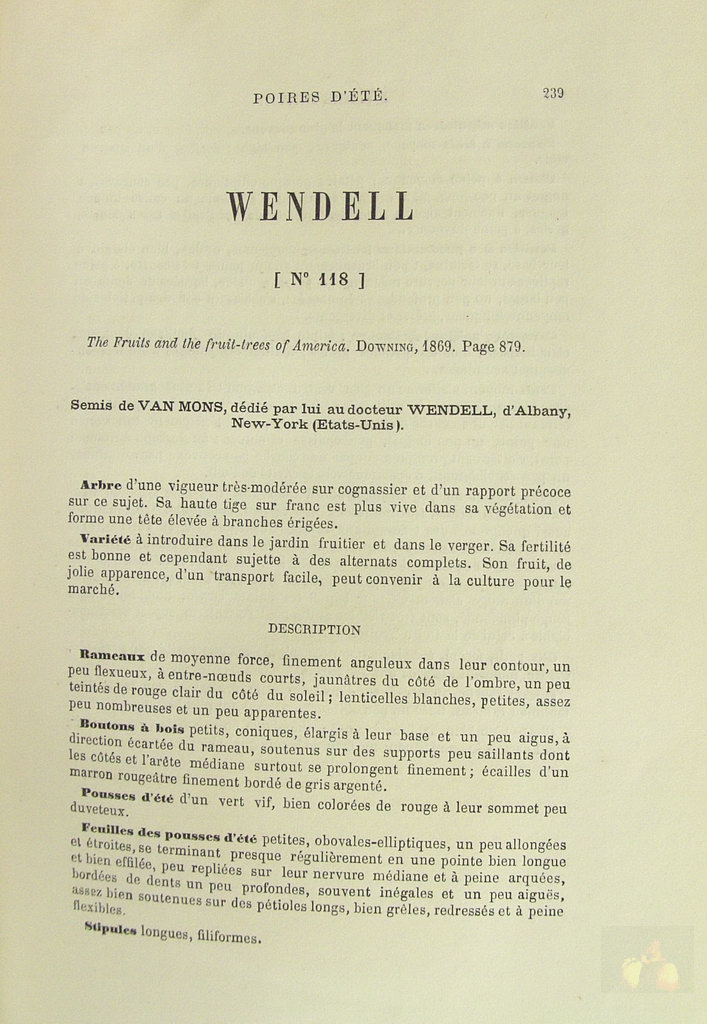 POIRES D'ÉTÉ.
239
WENDELL
[ N° 118 ]
The Fruits and the fruit-trees of America. DOWNING, 1869. Page 879.
Semis de VAN MONS, dédié par lui au docteur WENDELL, d'Albany,
New-York (Etats-Unis).
Arbre d'une vigueur très-modérée sur cognassier et d'un rapport précoce
sur ce sujet. Sa haute tige sur franc est plus vive dans sa végétation et
forme une tête élevée à branches érigées.
Variété à introduire dans le jardin fruitier et dans le verger. Sa fertilité
est bonne et cependant sujette à des alternats complets. Son fruit, de
jolie apparence, d'un transport facile, peut convenir à la culture pour le
marché.
DESCRIPTION
Rameaux de moyenne force, finement anguleux dans leur contour, un
peu flexueux, à entre-nœuds courts, jaunâtres du côté de l'ombre, un peu
teintés de rouge clair du côté du soleil; lenticelles blanches, petites, assez
peu nombreuses et un peu apparentes.
Boutons à bois petits, coniques, élargis à leur base et un peu aigus, à
direction écartée du rameau, soutenus sur des supports peu saillants dont
les côtés et l'arête médiane surtout se prolongent finement; écailles d'un
marron rougeâtre finement bordé de gris argenté.
Pousses d'été d'un vert vif, bien colorées de rouge à leur sommet peu
duveteux.
Feuilles des pousses d'été petites, obovales-elliptiques, un peu allongées
et étroites, se terminant presque régulièrement en une pointe bien longue
et bien effilée, peu repliées sur leur nervure médiane et à peine arquées,
bordées de dents un peu profondes, souvent inégales et un peu aiguës,
assez bien soutenues sur des pétioles longs, bien grêles, redressés et à peine
flexibles.
Stipules longues, filiformes.